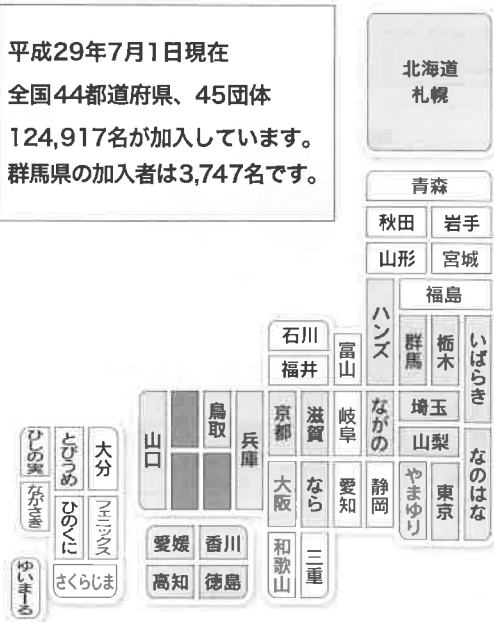 平成29年7月1日現在
全国44都道府県、45団体
124,917名が加入しています。
群馬県の加入者は3,747名です。
北海道
札幌
青森
秋田
岩手
山形
宮城
福島
ハンズ
群馬
栃木
いばらき
石川
福井
富山
埼玉
山梨
ながの
なのはな
やまゆり
東京
山口
鳥取
兵庫
京都
滋賀
岐阜
大阪
なら
愛知
静岡
和歌山
三重
愛媛
香川
高知
徳島
ひしの実
とびうめ
大分
ながさき
ひのくに
フェニックス
さくらじま
ゆいまーる